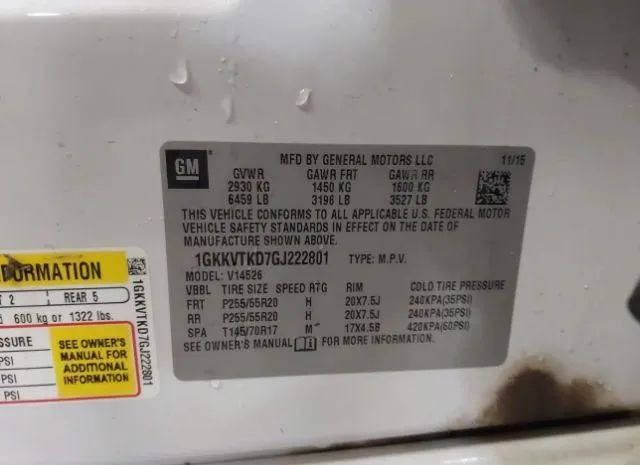 GM
MFD BY GENERAL MOTORS LLC 11/15
GVWR GAWR FRT GAWR RR
2930 KG 1450 KG 1600 KG
6459 LB 3196 LB 3527 LB
THIS VEHICLE CONFORMS TO ALL APPLICABLE U.S. FEDERAL MOTOR
VEHICLE SAFETY STANDARDS IN EFFECT ON THE DATE OF
MANUFACTURE SHOWN ABOVE.
1GKKVTKD7GJ222801 TYPE: M.P.V.
MODEL: V14526
VBBL TIRE SIZE SPEED RTG RIM COLD TIRE PRESSURE
FRT P255/55R20 H 20X7.5J 240KPA(35PSI)
RR P255/55R20 H 20X7.5J 240KPA(35PSI)
SPA T145/70R17 M 17X4.5B 420KPA(60PSI)
SEE OWNER'S MANUAL FOR MORE INFORMATION.
FORMATION
T 2 REAR 5
600 kg or 1322 lbs.
SSURE
PSI
PSI
PSI
SEE OWNER'S
MANUAL FOR
ADDITIONAL
INFORMATION
1GKKVTKD7GJ222801